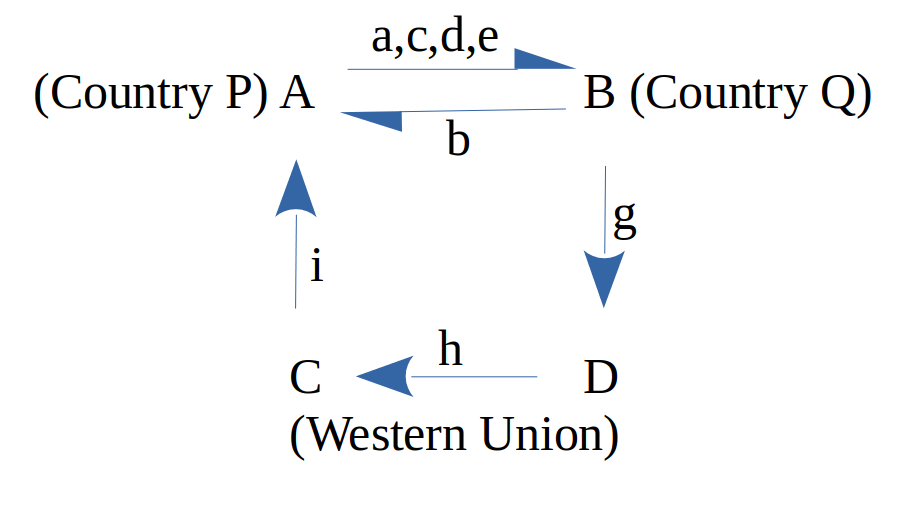 a,c,d,e
(Country P) A
B (Country Q)
b
g
i
h
C
D
(Western Union)